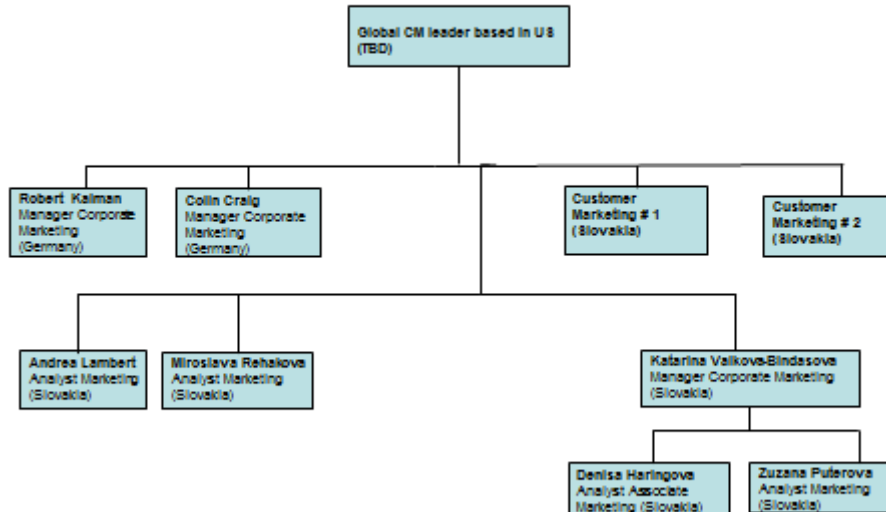 Global CM leader based in US
(TBD)
Robert Kalman
Manager Corporate
Marketing
(Germany)
Colin Craig
Manager Corporate
Marketing
(Germany)
Customer
Marketing # 1
(Slovakia)
Customer
Marketing # 2
(Slovakia)
Andrea Lambert
Analyst Marketing
(Slovakia)
Miroslava Rehakova
Analyst Marketing
(Slovakia)
Katarina Valkova-Bindasova
Manager Corporate Marketing
(Slovakia)
Denisa Haringova
Analyst Associate
Marketing (Slovakia)
Zuzana Puterova
Analyst Marketing
(Slovakia)